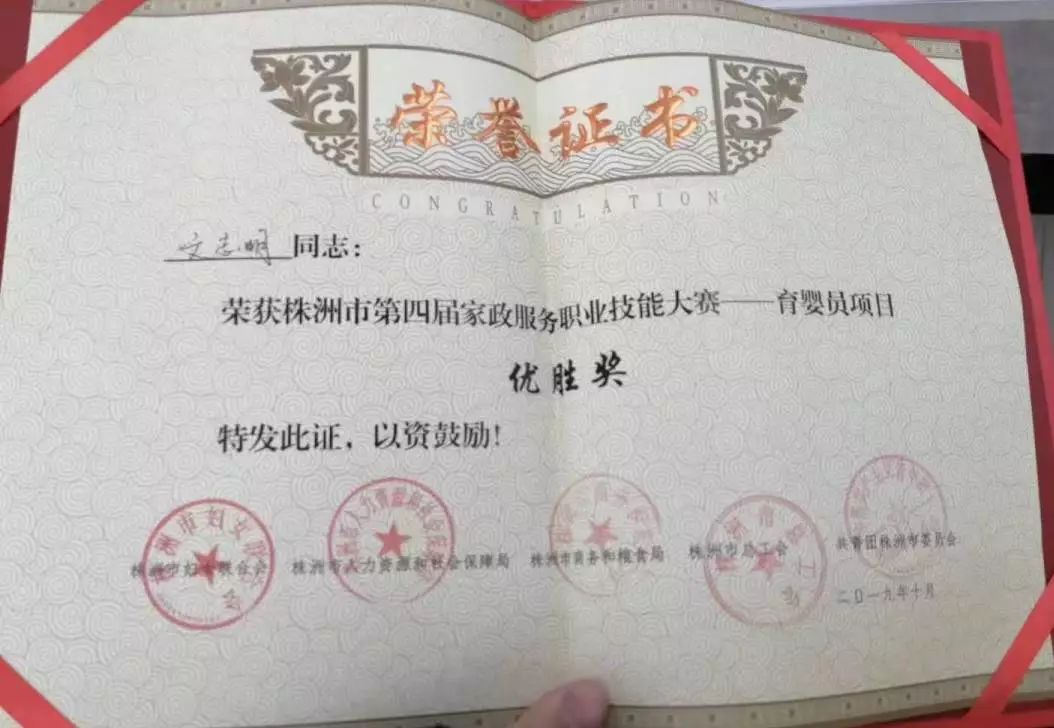 荣誉证书
CONGRATULATION
文志明 同志：
荣获株洲市第四届家政服务职业技能大赛——育婴员项目
优胜奖
特发此证，以资鼓励！
株洲市妇女联合会 株洲市人力资源和社会保障局 株洲市商务和粮食局 株洲市总工会 共青团株洲市委员会
二〇一九年十月